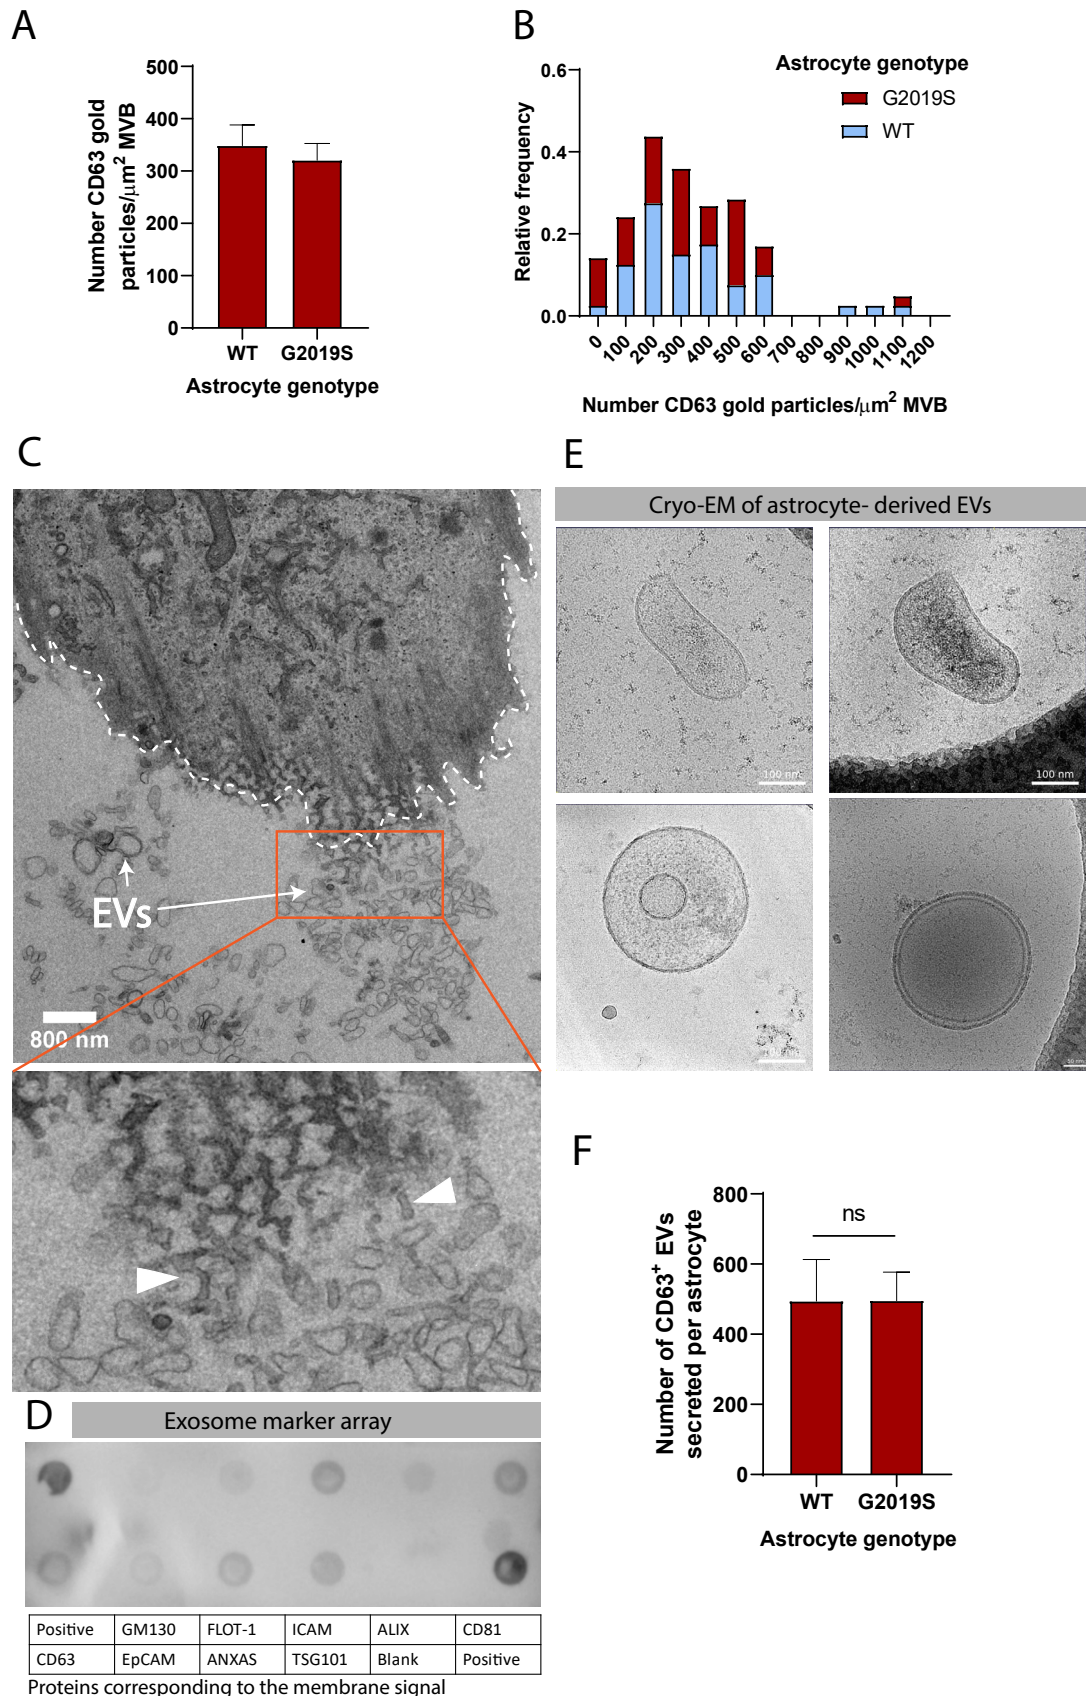 A
500
400
300
200
100
0
Number CD63 gold
particles/μm² MVB
WT G2019S
Astrocyte genotype
B
Astrocyte genotype
G2019S
WT
0.6
0.4
0.2
0.0
Relative frequency
0 100 200 300 400 500 600 700 800 900 1000 1100 1200
Number CD63 gold particles/μm² MVB
C
EVs
800 nm
E
Cryo-EM of astrocyte- derived EVs
100 nm
100 nm
50 nm
D
Exosome marker array
Positive GM130 FLOT-1 ICAM ALIX CD81
CD63 EpCAM ANXAS TSG101 Blank Positive
Proteins corresponding to the membrane signal
F
800
600
400
200
0
Number of CD63⁺ EVs
secreted per astrocyte
ns
WT G2019S
Astrocyte genotype